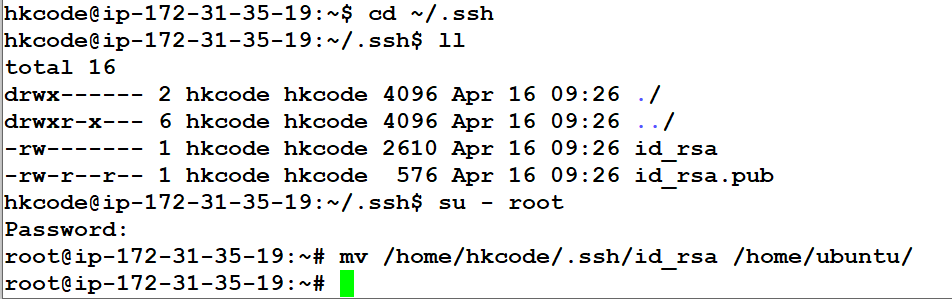 hkcode@ip-172-31-35-19:~$ cd ~/.ssh
hkcode@ip-172-31-35-19:~/.ssh$ ll
total 16
drwx------ 2 hkcode hkcode 4096 Apr 16 09:26 ./
drwxr-x--- 6 hkcode hkcode 4096 Apr 16 09:26 ../
-rw------- 1 hkcode hkcode 2610 Apr 16 09:26 id_rsa
-rw-r--r-- 1 hkcode hkcode  576 Apr 16 09:26 id_rsa.pub
hkcode@ip-172-31-35-19:~/.ssh$ su - root
Password:
root@ip-172-31-35-19:~# mv /home/hkcode/.ssh/id_rsa /home/ubuntu/
root@ip-172-31-35-19:~#